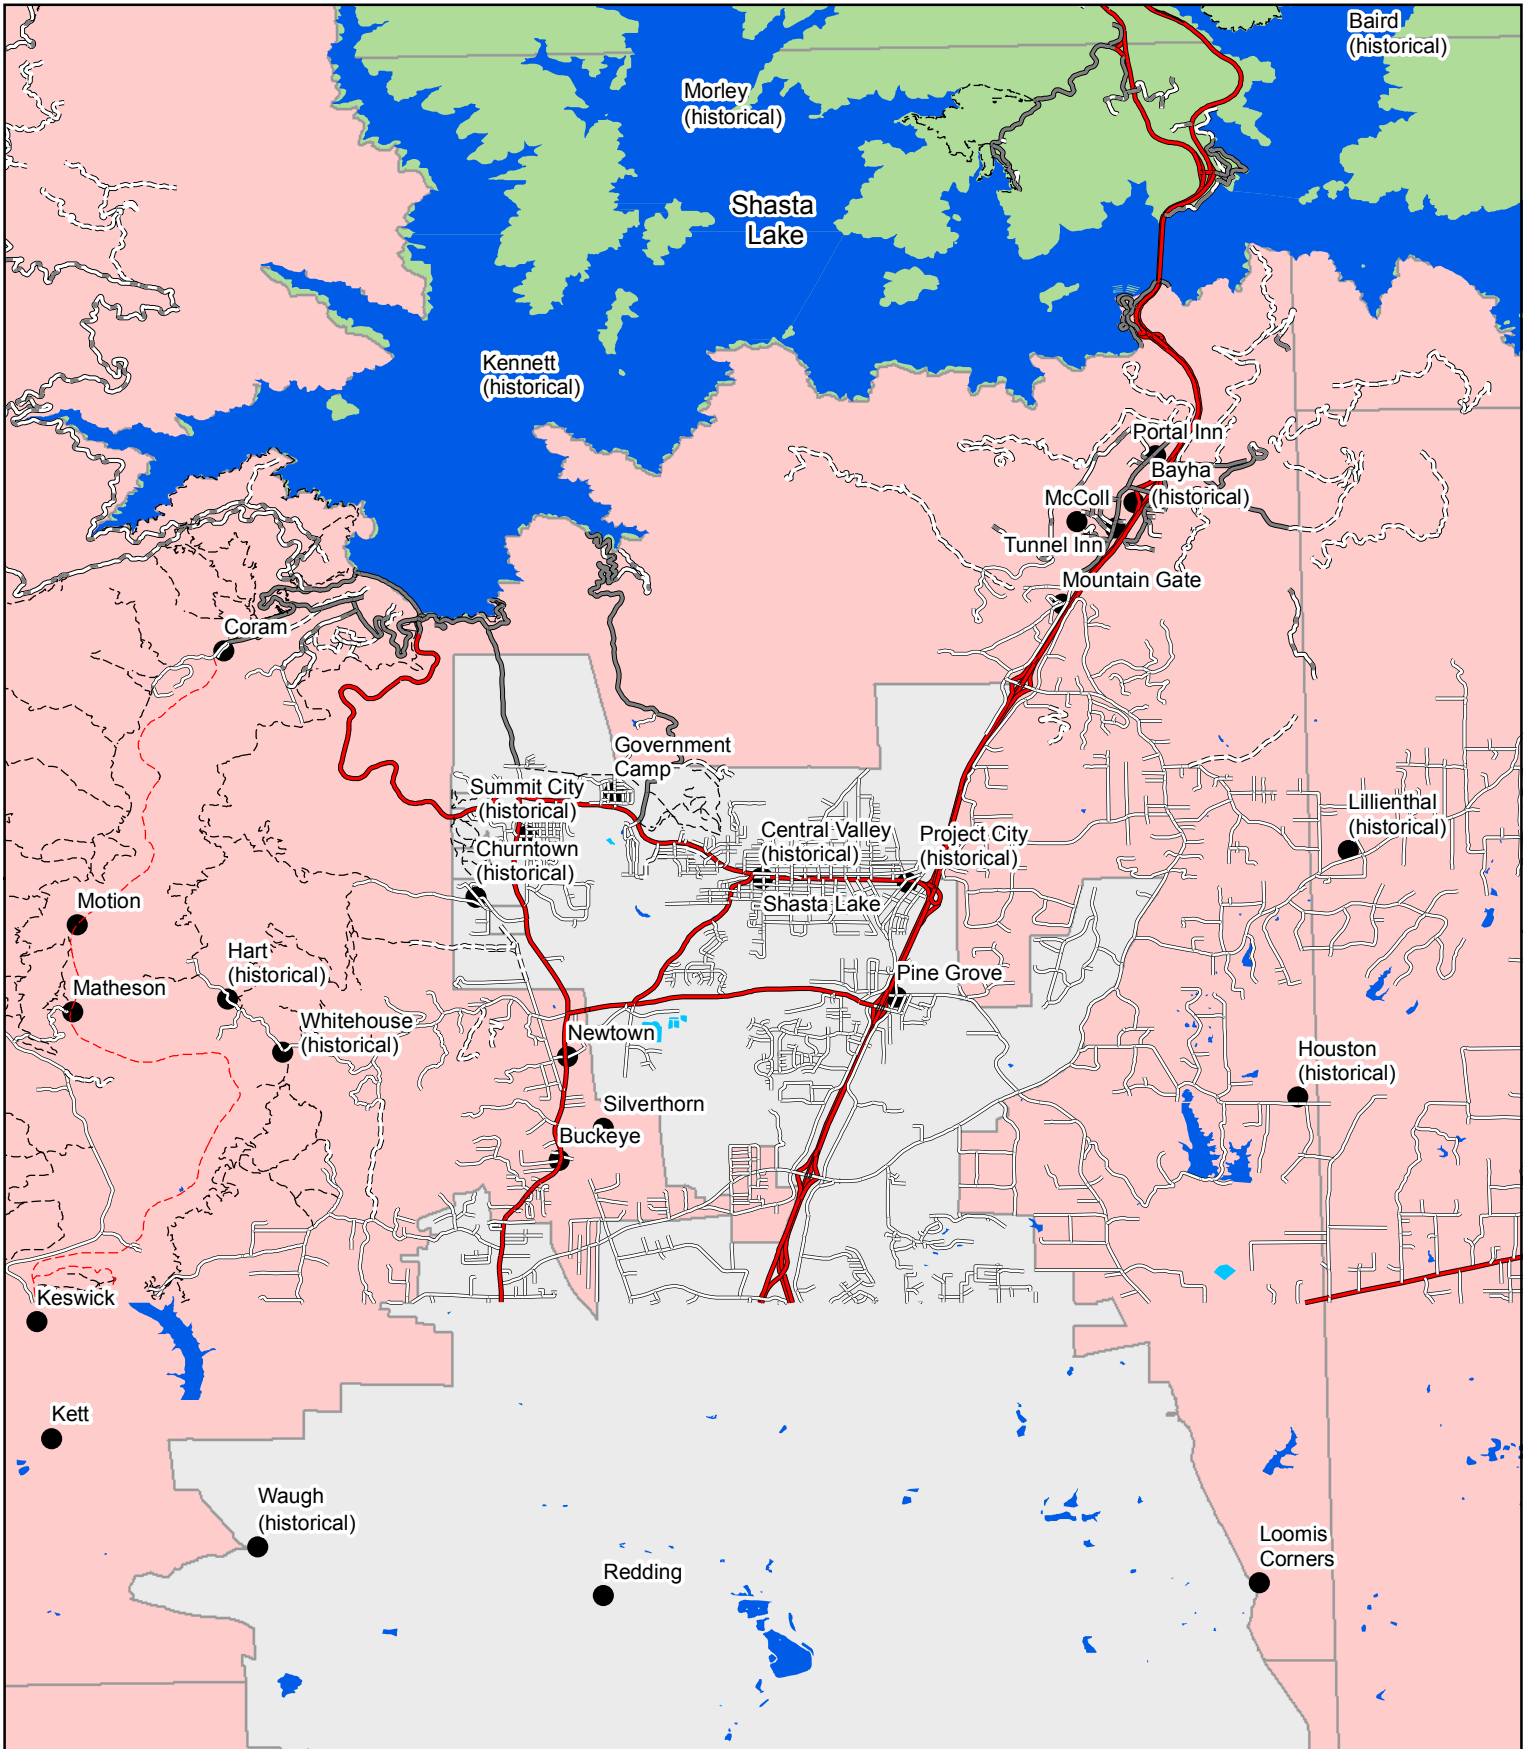 Baird
(historical)
Morley
(historical)
Shasta
Lake
Kennett
(historical)
Portal Inn
Bayha
(historical)
McColl
Tunnel Inn
Mountain Gate
Coram
Government
Camp
Summit City
(historical)
Churntown
(historical)
Central Valley
(historical)
Project City
(historical)
Shasta Lake
Lillienthal
(historical)
Motion
Hart
(historical)
Matheson
Whitehouse
(historical)
Pine Grove
Newtown
Houston
(historical)
Silverthorn
Buckeye
Keswick
Kett
Waugh
(historical)
Redding
Loomis
Corners